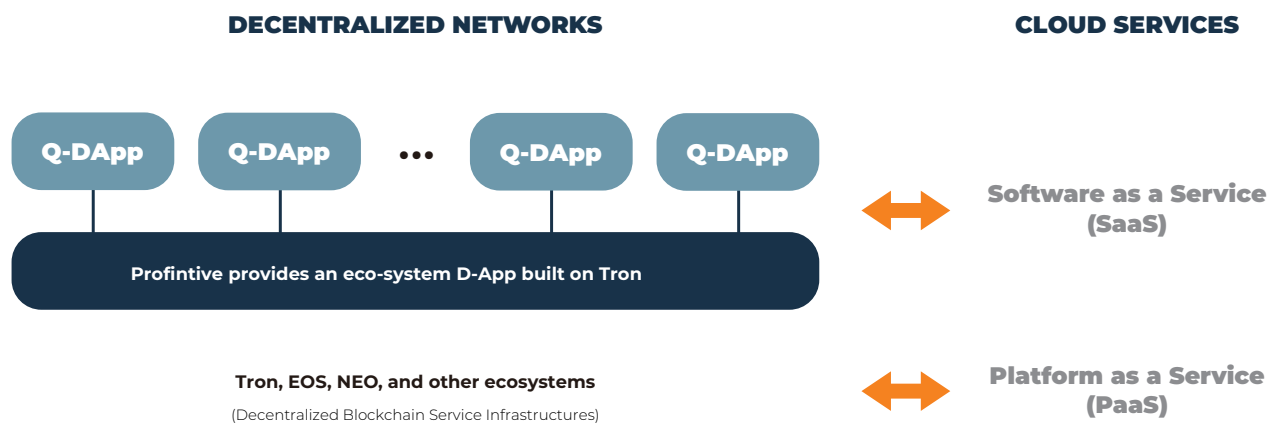 DECENTRALIZED NETWORKS
CLOUD SERVICES
Q-DApp
Q-DApp
...
Q-DApp
Q-DApp
Software as a Service
(SaaS)
Profintive provides an eco-system D-App built on Tron
Tron, EOS, NEO, and other ecosystems
(Decentralized Blockchain Service Infrastructures)
Platform as a Service
(PaaS)